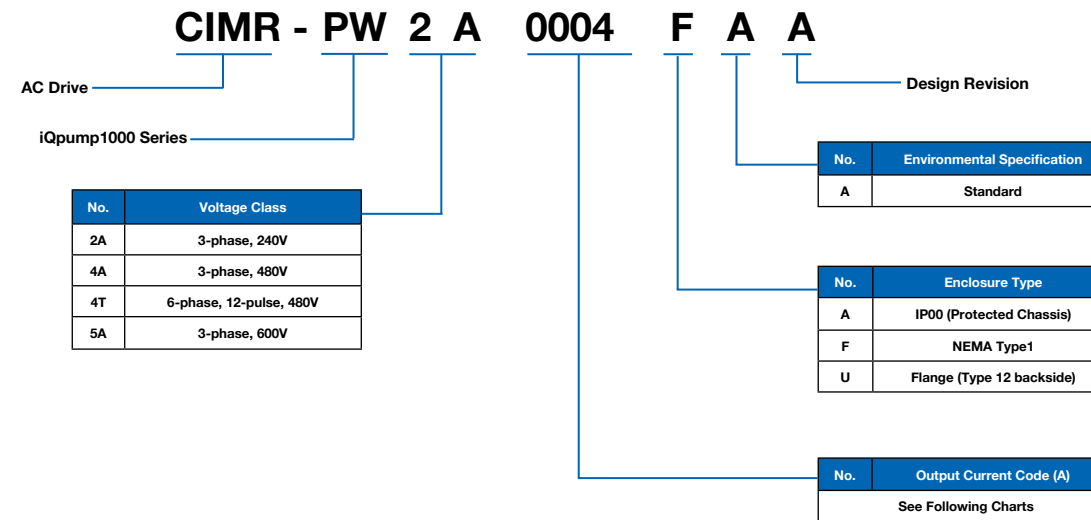 CIMR - PW 2 A 0004 F A A
AC Drive
Design Revision
iQpump1000 Series
No. Environmental Specification
A Standard
No. Voltage Class
2A 3-phase, 240V
4A 3-phase, 480V
4T 6-phase, 12-pulse, 480V
5A 3-phase, 600V
No. Enclosure Type
A IP00 (Protected Chassis)
F NEMA Type1
U Flange (Type 12 backside)
No. Output Current Code (A)
See Following Charts